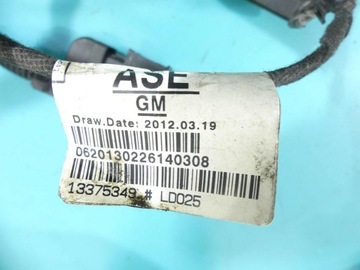 ASE
GM
Draw.Date: 2012.03.19
0620130226140308
13375349 # LD025